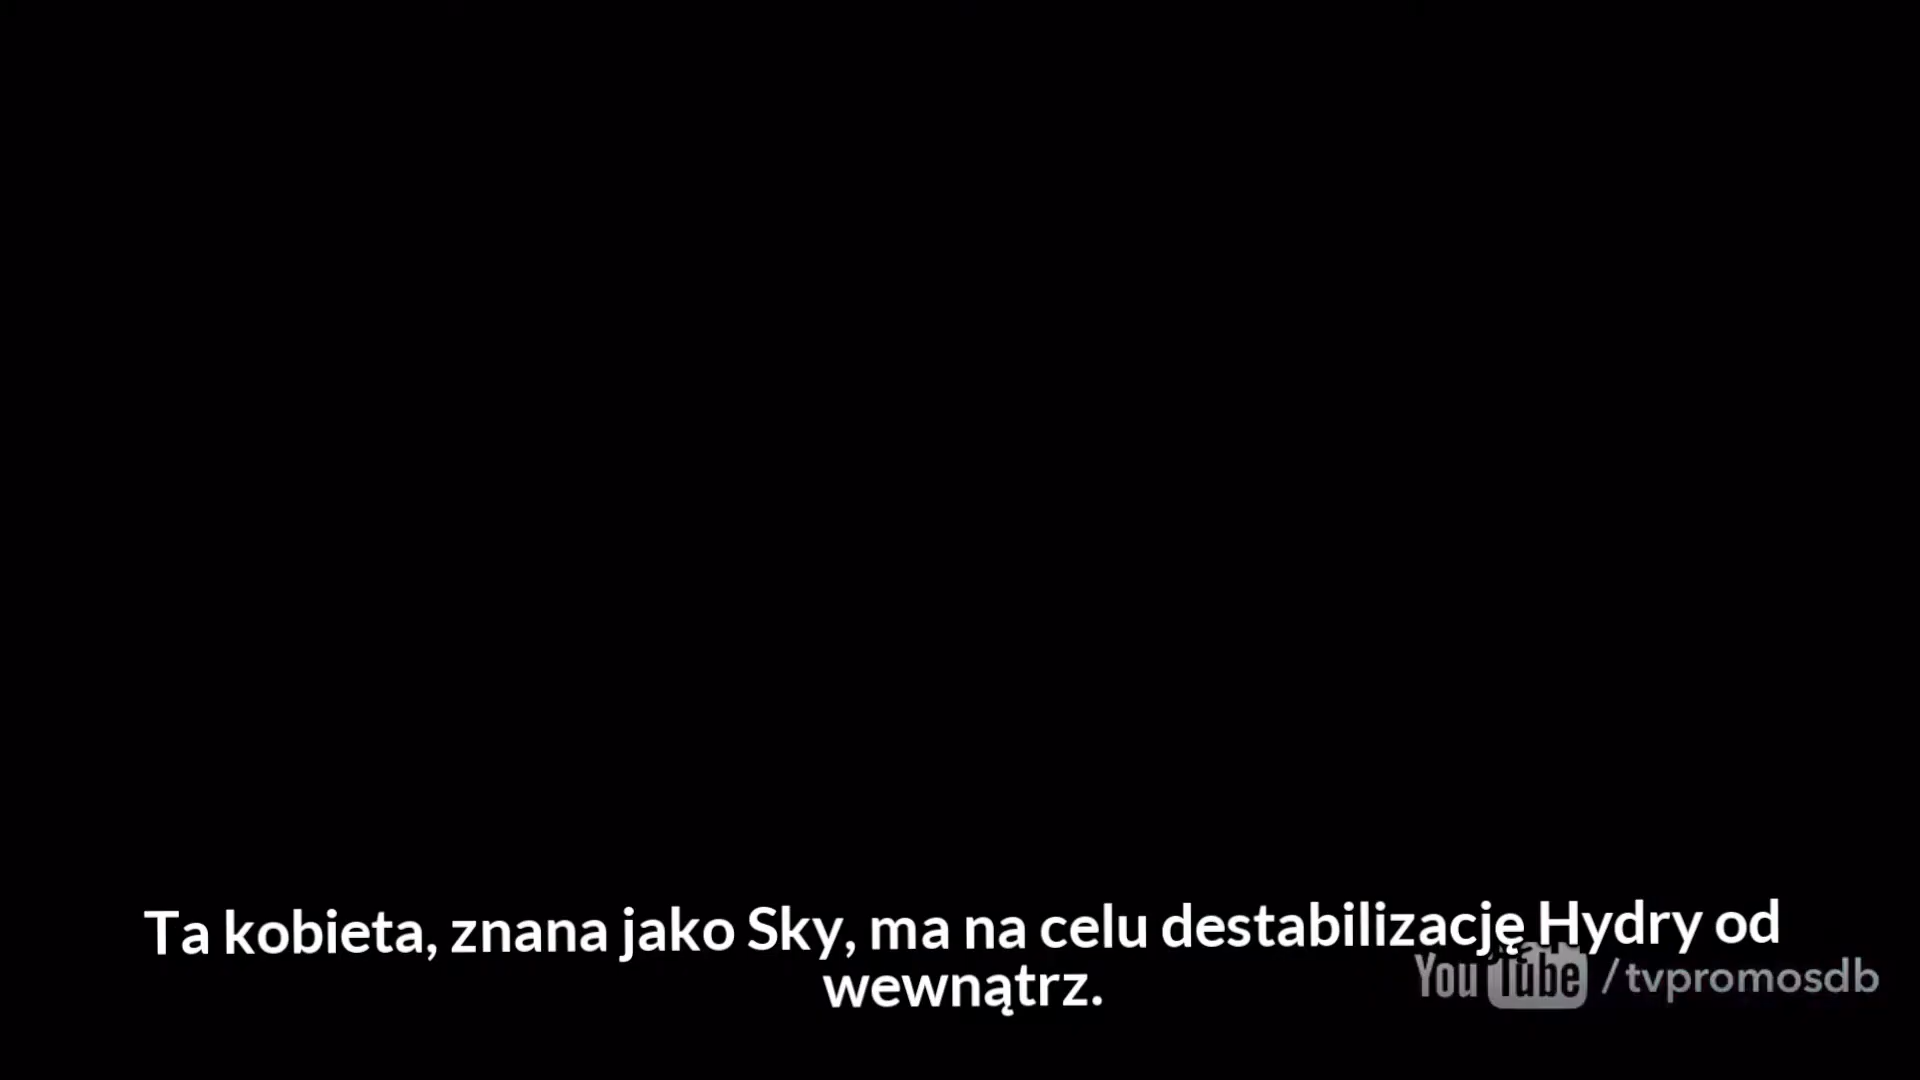 Ta kobieta, znana jako Sky, ma na celu destabilizację Hydry od
wewnątrz.
YouTube /tvpromosdb